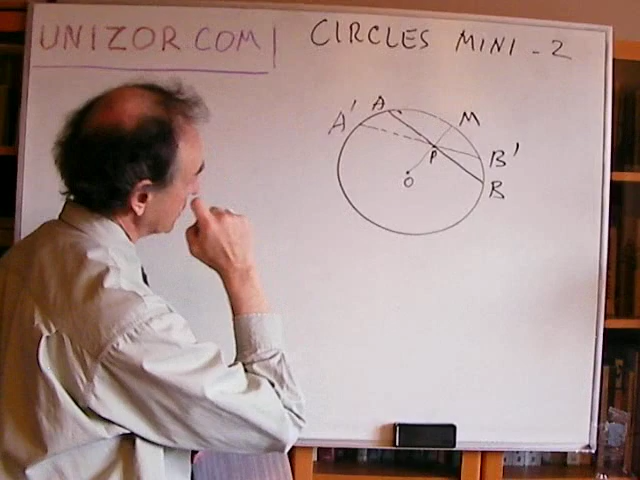 UNIZOR.COM
CIRCLES MINI - 2
A' A M
P B'
O B